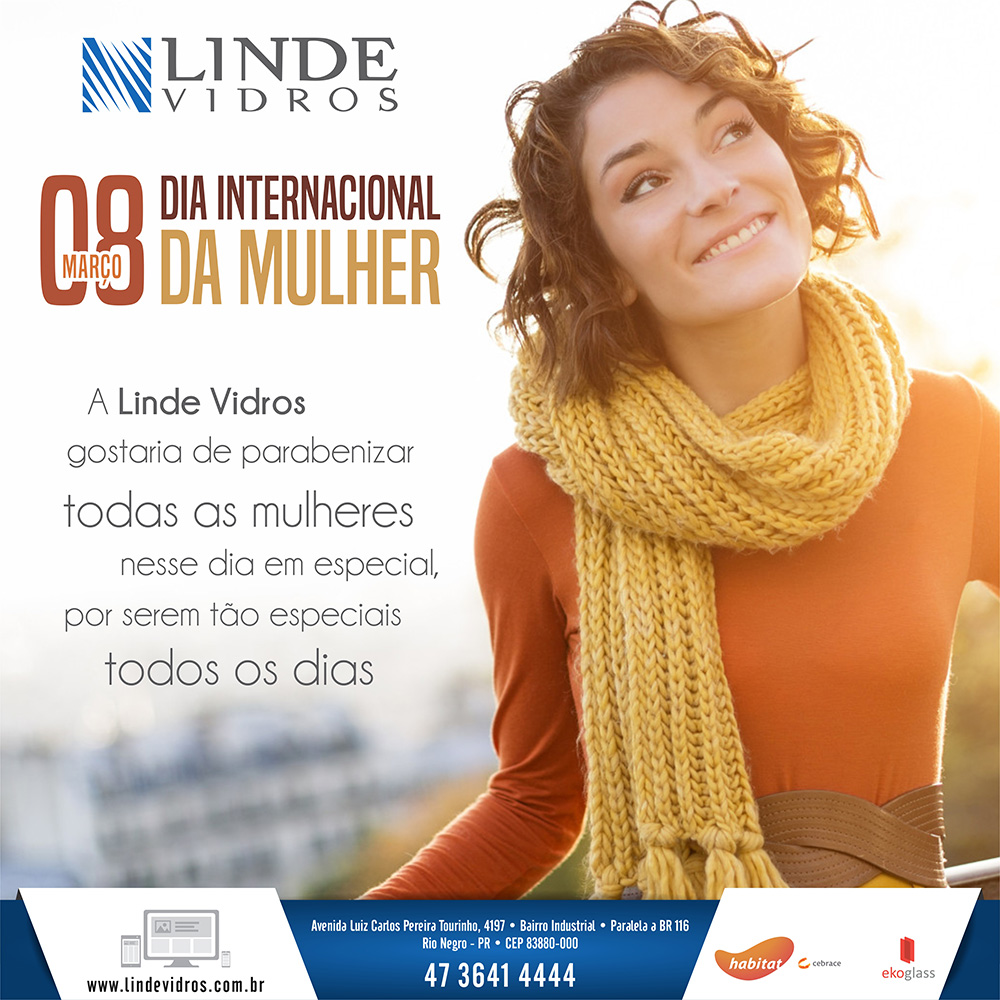 LINDE
VIDROS
08
MARÇO
DIA INTERNACIONAL
DA MULHER
A Linde Vidros
gostaria de parabenizar
todas as mulheres
nesse dia em especial,
por serem tão especiais
todos os dias
www.lindevidros.com.br
Avenida Luiz Carlos Pereira Tourinho, 4197 • Bairro Industrial • Paralela a BR 116
Rio Negro - PR • CEP 83880-000
47 3641 4444
habitat
cebrace
ekoglass